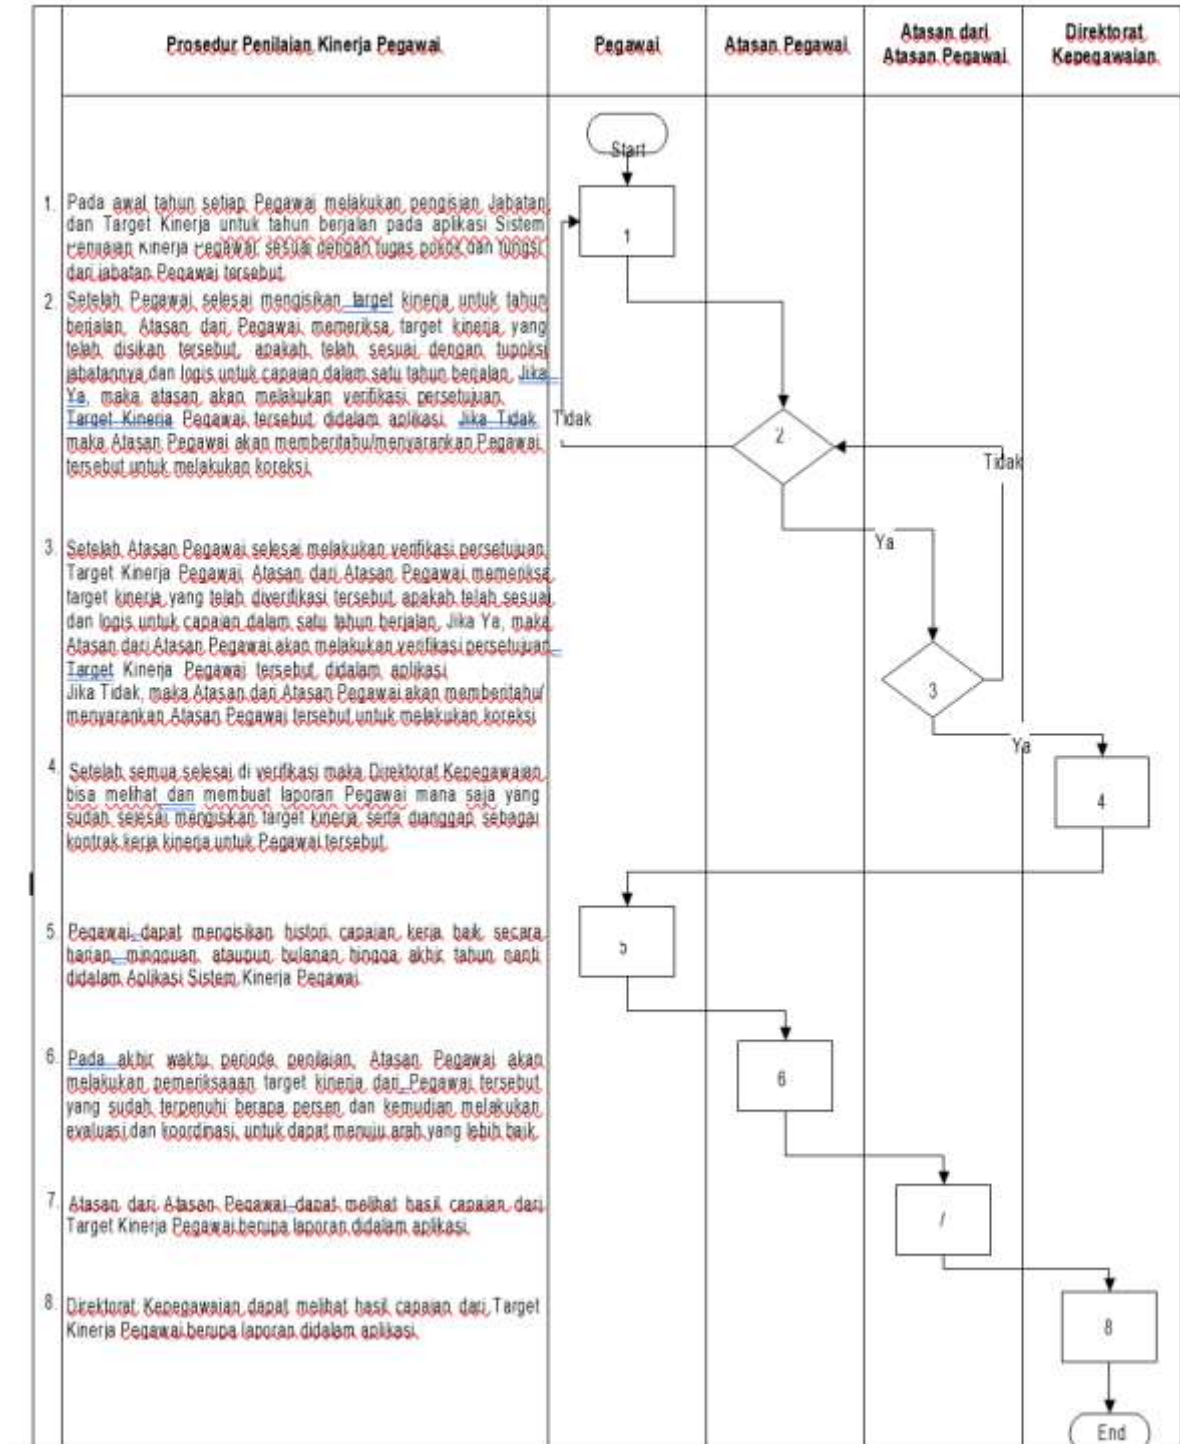 Prosedur Penilaian Kinerja Pegawai
Pegawai
Atasan Pegawai
Atasan dari
Atasan Pegawai
Direktorat
Kepegawaian
Start
1. Pada awal tahun setiap Pegawai melakukan pengisian Jabatan
dan Target Kinerja untuk tahun berjalan pada aplikasi Sistem
Penilaian Kinerja Pegawai, sesuai dengan tugas pokok dan fungsi
dari jabatan Pegawai tersebut.
1
2. Setelah Pegawai selesai mengisikan target kinerja untuk tahun
berjalan, Atasan dari Pegawai memeriksa target kinerja yang
telah disikan tersebut, apakah telah sesuai dengan tupoksi
jabatannya dan logis untuk capaian dalam satu tahun berjalan, Jika
Ya, maka atasan akan melakukan verifikasi persetujuan
Target Kinerja Pegawai tersebut didalam aplikasi. Jika Tidak
maka Atasan Pegawai akan memberitahu/menyarankan Pegawai
tersebut untuk melakukan koreksi.
Tidak
2
Tidak
Ya
3. Setelah Atasan Pegawai selesai melakukan verifikasi persetujuan
Target Kinerja Pegawai, Atasan dari Atasan Pegawai memeriksa
target kinerja yang telah diverifikasi tersebut apakah telah sesuai
dan logis untuk capaian dalam satu tahun berjalan, Jika Ya, maka
Atasan dari Atasan Pegawai akan melakukan verifikasi persetujuan
Target Kinerja Pegawai tersebut didalam aplikasi
Jika Tidak, maka Atasan dari Atasan Pegawai akan memberitahu/
menyarankan Atasan Pegawai tersebut untuk melakukan koreksi
3
Ya
4. Setelah semua selesai di verifikasi maka Direktorat Kepegawaian
bisa melihat dan membuat laporan Pegawai mana saja yang
sudah selesai mengisikan target kinerja serta dianggap sebagai
kontrak kerja kinerja untuk Pegawai tersebut.
4
5. Pegawai dapat mengisikan histori capaian kerja baik secara
harian, mingguan, ataupun bulanan hingga akhir tahun nanti
didalam Aplikasi Sistem Kinerja Pegawai.
5
6. Pada akhir waktu periode penilaian, Atasan Pegawai akan
melakukan pemeriksaaan target kinerja dari Pegawai tersebut
yang sudah terpenuhi berapa persen dan kemudian melakukan
evaluasi dan koordinasi, untuk dapat menuju arah yang lebih baik.
6
7. Atasan dari Atasan Pegawai dapat melihat hasil capaian dari
Target Kinerja Pegawai berupa laporan didalam aplikasi.
7
8. Direktorat Kepegawaian dapat melihat hasil capaian dari Target
Kinerja Pegawai berupa laporan didalam aplikasi.
8
End